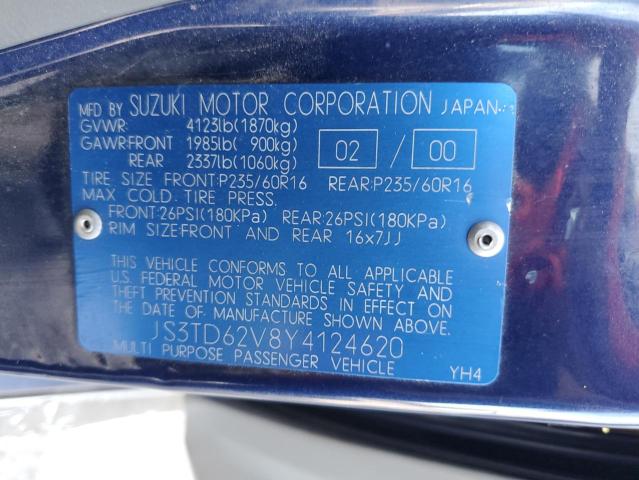 MFD BY SUZUKI MOTOR CORPORATION JAPAN
GVWR: 4123lb(1870kg)
GAWR:FRONT 1985lb( 900kg)
REAR 2337lb(1060kg)
02 / 00
TIRE SIZE FRONT:P235/60R16 REAR:P235/60R16
MAX COLD TIRE PRESS.
FRONT:26PSI(180KPa) REAR:26PSI(180KPa)
RIM SIZE:FRONT AND REAR 16x7JJ
THIS VEHICLE CONFORMS TO ALL APPLICABLE
U.S. FEDERAL MOTOR VEHICLE SAFETY AND
THEFT PREVENTION STANDARDS IN EFFECT ON
THE DATE OF MANUFACTURE SHOWN ABOVE.
JS3TD62V8Y4124620
MULTI PURPOSE PASSENGER VEHICLE
YH4